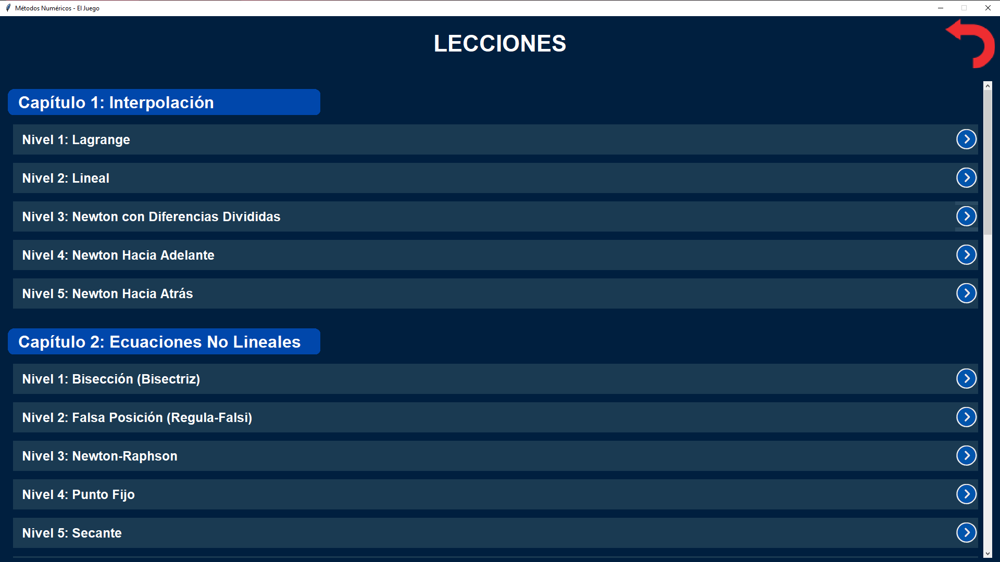 Métodos Numéricos - El Juego
LECCIONES
Capítulo 1: Interpolación
Nivel 1: Lagrange
Nivel 2: Lineal
Nivel 3: Newton con Diferencias Divididas
Nivel 4: Newton Hacia Adelante
Nivel 5: Newton Hacia Atrás
Capítulo 2: Ecuaciones No Lineales
Nivel 1: Bisección (Bisectriz)
Nivel 2: Falsa Posición (Regula-Falsi)
Nivel 3: Newton-Raphson
Nivel 4: Punto Fijo
Nivel 5: Secante